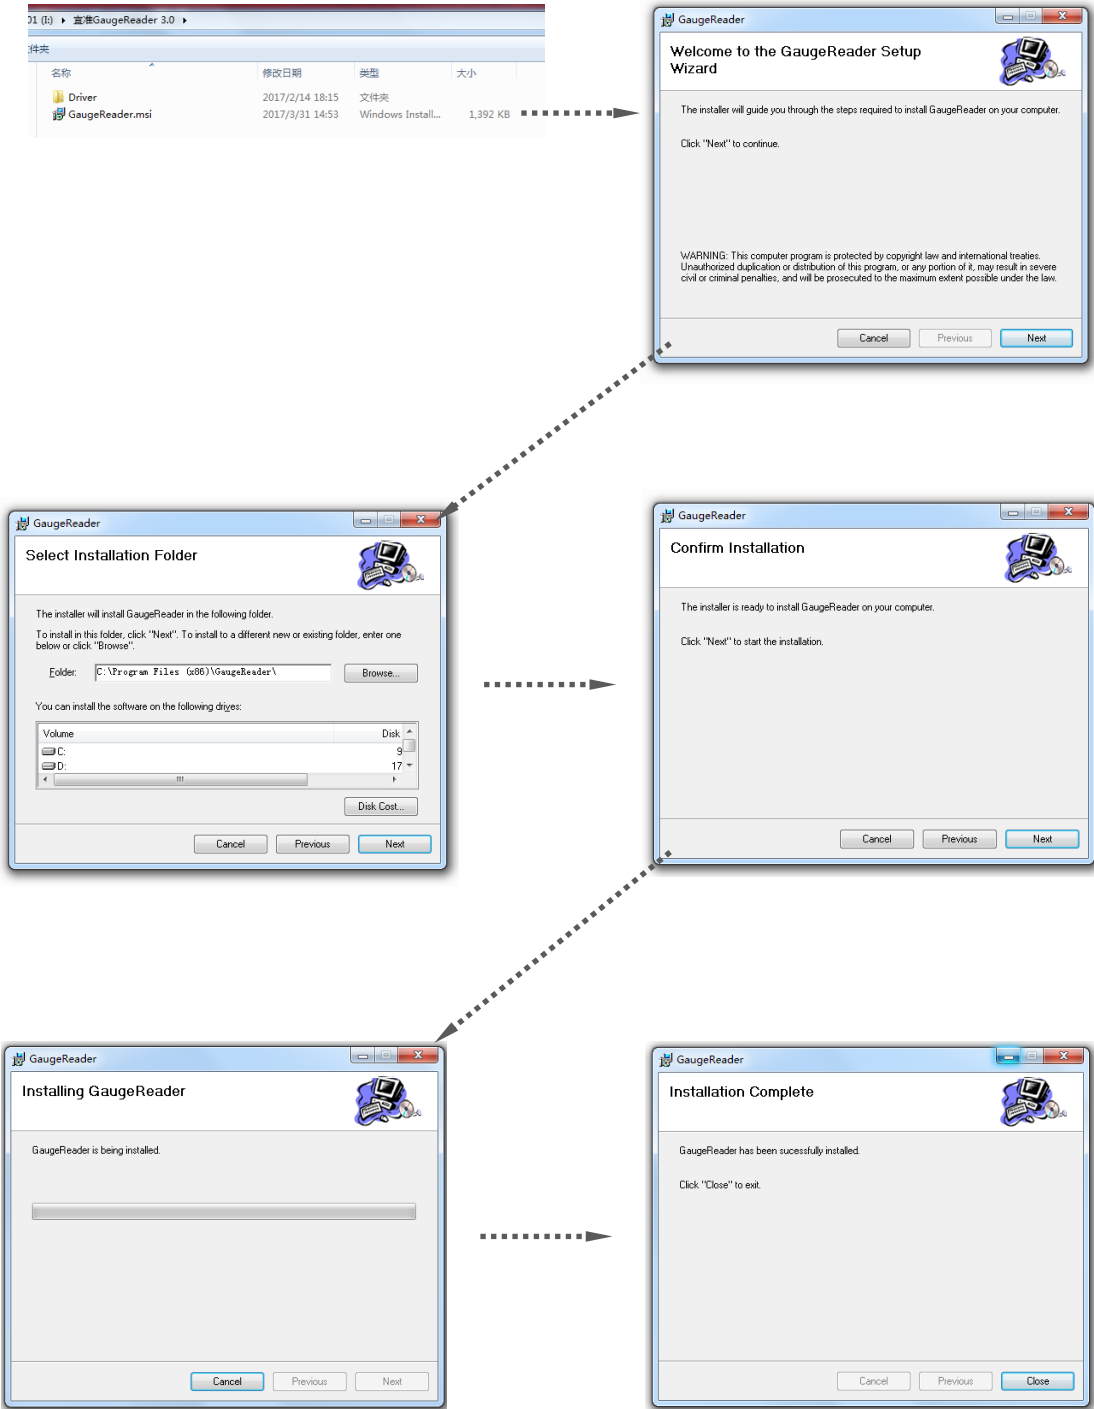 01 (I:) ▸ 宜准GaugeReader 3.0 ▸
件夹
名称 修改日期 类型 大小
Driver 2017/2/14 18:15 文件夹
GaugeReader.msi 2017/3/31 14:53 Windows Install... 1,392 KB
GaugeReader
Welcome to the GaugeReader Setup
Wizard
The installer will guide you through the steps required to install GaugeReader on your computer.
Click "Next" to continue.
WARNING: This computer program is protected by copyright law and international treaties.
Unauthorized duplication or distribution of this program, or any portion of it, may result in severe
civil or criminal penalties, and will be prosecuted to the maximum extent possible under the law.
Cancel Previous Next
GaugeReader
Select Installation Folder
The installer will install GaugeReader in the following folder.
To install in this folder, click "Next". To install to a different new or existing folder, enter one
below or click "Browse".
Folder: C:\Program Files (x86)\GaugeReader\ Browse...
You can install the software on the following drives:
Volume Disk
C: 9
D: 17
Disk Cost...
Cancel Previous Next
GaugeReader
Confirm Installation
The installer is ready to install GaugeReader on your computer.
Click "Next" to start the installation.
Cancel Previous Next
GaugeReader
Installing GaugeReader
GaugeReader is being installed.
Cancel Previous Next
GaugeReader
Installation Complete
GaugeReader has been sucessfully installed.
Click "Close" to exit.
Cancel Previous Close